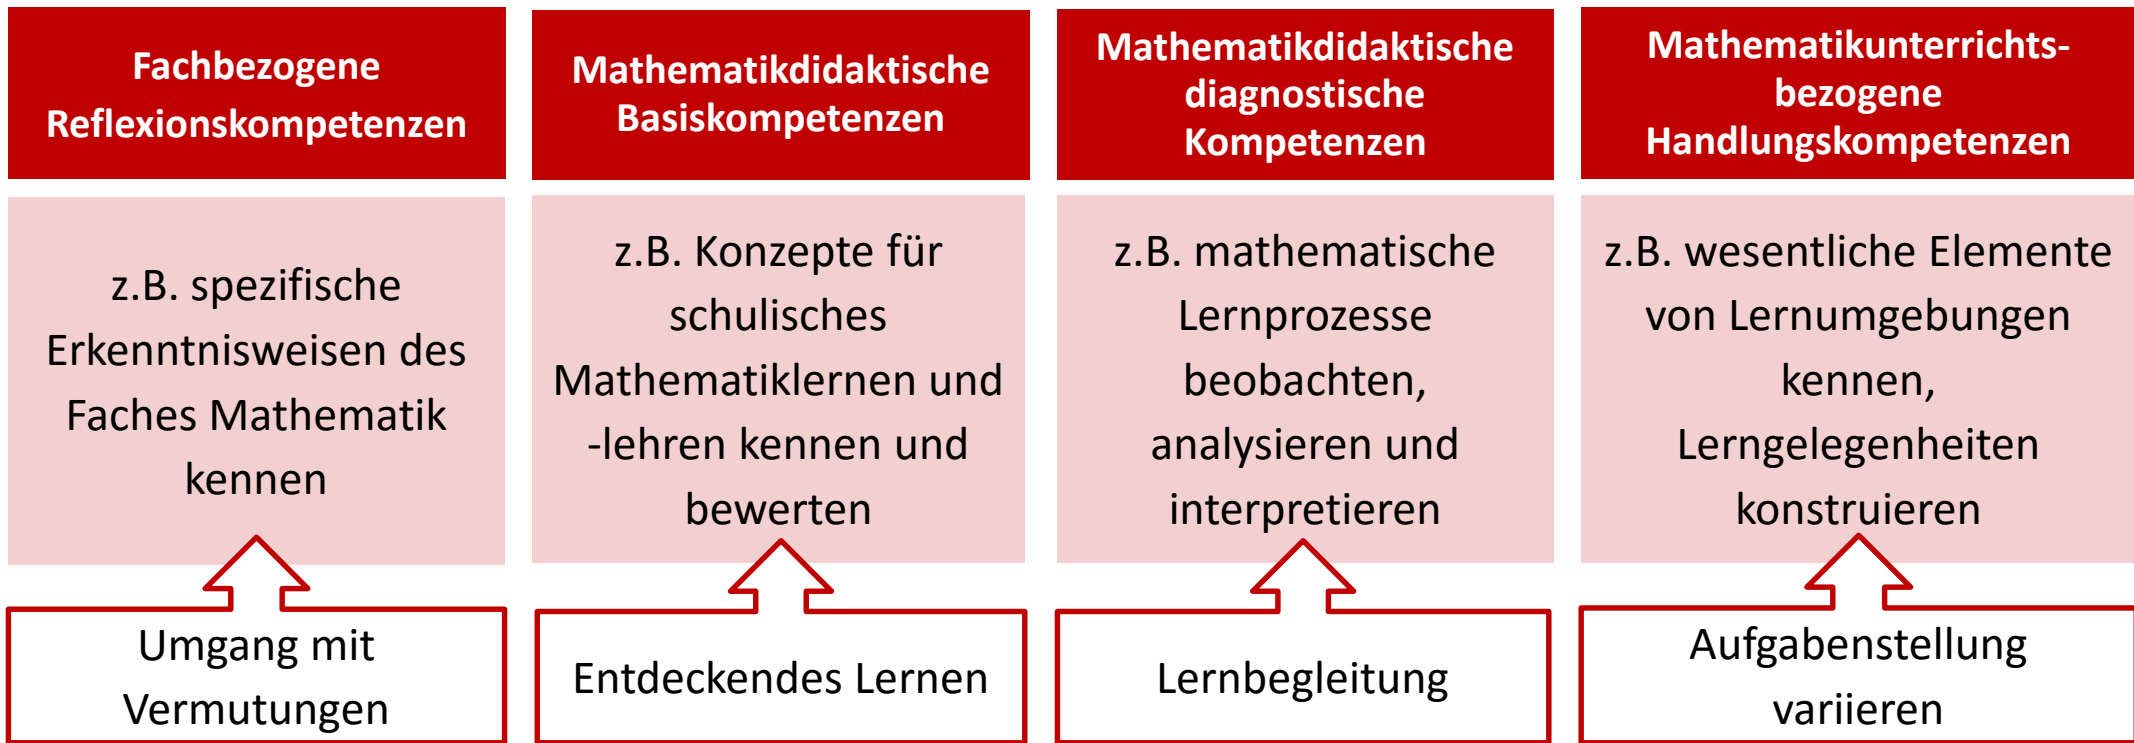 Fachbezogene
Reflexionskompetenzen
Mathematikdidaktische
Basiskompetenzen
Mathematikdidaktische
diagnostische
Kompetenzen
Mathematikunterrichts-
bezogene
Handlungskompetenzen
z.B. spezifische
Erkenntnisweisen des
Faches Mathematik
kennen
z.B. Konzepte für
schulisches
Mathematiklernen und
-lehren kennen und
bewerten
z.B. mathematische
Lernprozesse
beobachten,
analysieren und
interpretieren
z.B. wesentliche Elemente
von Lernumgebungen
kennen,
Lerngelegenheiten
konstruieren
Umgang mit
Vermutungen
Entdeckendes Lernen
Lernbegleitung
Aufgabenstellung
variieren